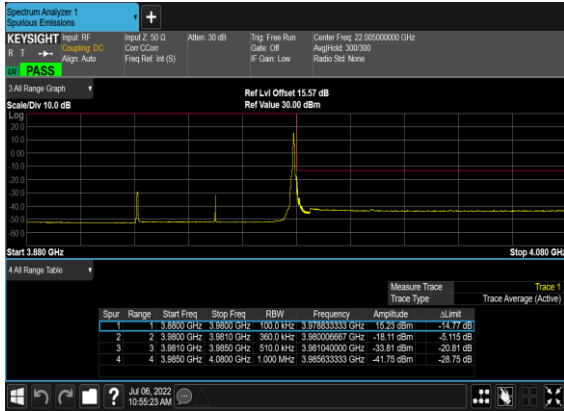 Spectrum Analyzer 1
Spurious Emissions
KEYSIGHT Input: RF Input Z: 50 Ω Atten: 30 dB Trig: Free Run Center Freq: 22.005000000 GHz
R T Coupling: DC Corr CCorr Gate: Off Avg|Hold: 300/300
Align: Auto Freq Ref: Int (S) IF Gain: Low Radio Std: None
LXI PASS
3 All Range Graph
Ref Lvl Offset 15.57 dB
Scale/Div 10.0 dB Ref Value 30.00 dBm
Log
20.0
10.0
0.00
-10.0
-20.0
-30.0
-40.0
-50.0
-60.0
Start 3.880 GHz Stop 4.080 GHz
4 All Range Table
Measure Trace Trace 1
Trace Type Trace Average (Active)
Spur Range Start Freq Stop Freq RBW Frequency Amplitude ΔLimit
1 1 3.8800 GHz 3.9800 GHz 100.0 kHz 3.978833333 GHz 15.23 dBm -14.77 dB
2 2 3.9800 GHz 3.9810 GHz 360.0 kHz 3.980006667 GHz -18.11 dBm -5.115 dB
3 3 3.9810 GHz 3.9850 GHz 510.0 kHz 3.981040000 GHz -33.81 dBm -20.81 dB
4 4 3.9850 GHz 4.0800 GHz 1.000 MHz 3.985633333 GHz -41.75 dBm -28.75 dB
Jul 06, 2022
10:55:23 AM